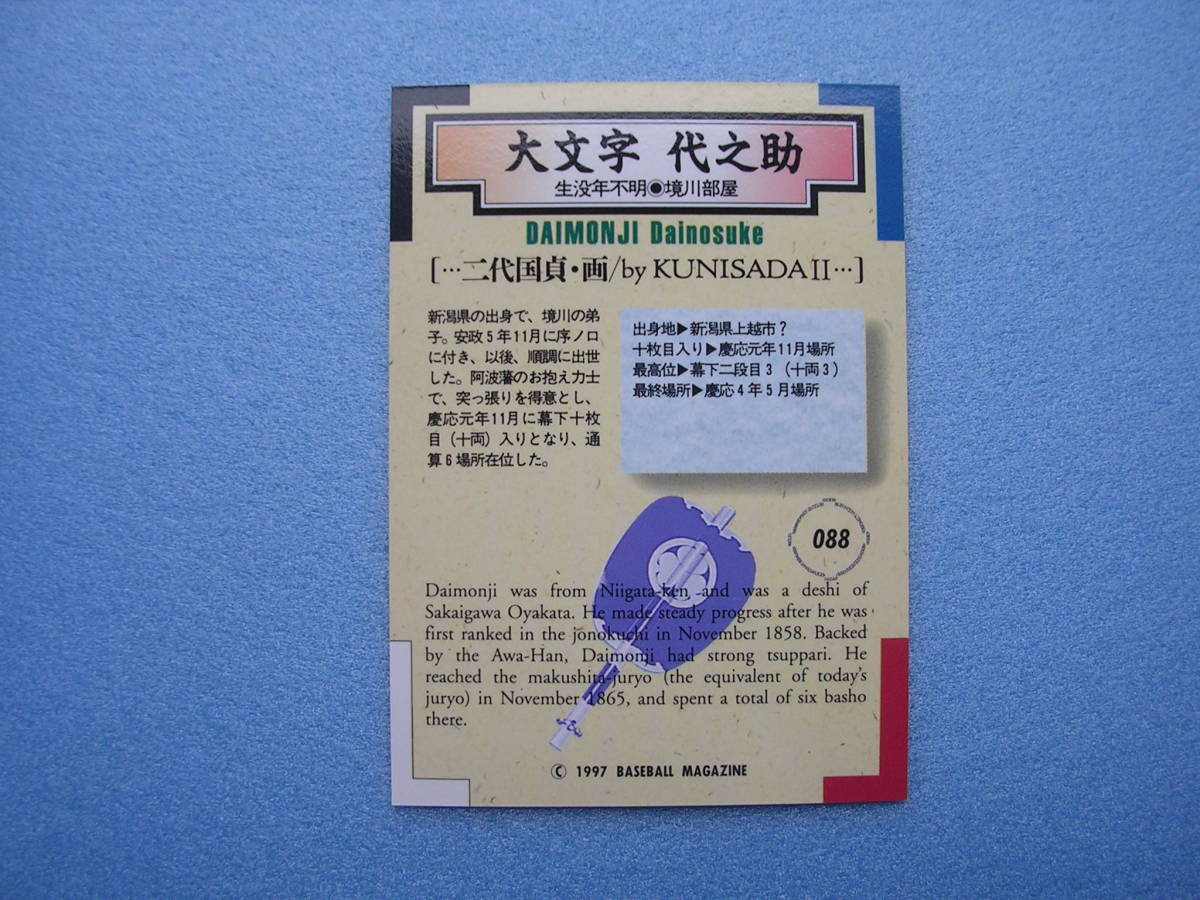 大文字 代之助
生没年不明◉境川部屋
DAIMONJI Dainosuke
[…二代国貞・画/by KUNISADA II…]
新潟県の出身で、境川の弟
子。安政5年11月に序ノ口
に付き、以後、順調に出世
した。阿波藩のお抱え力士
で、突っ張りを得意とし、
慶応元年11月に幕下十枚
目（十両）入りとなり、通
算6場所在位した。
出身地▶新潟県上越市？
十枚目入り▶慶応元年11月場所
最高位▶幕下二段目3（十両3）
最終場所▶慶応4年5月場所
088
Daimonji was from Niigata-ken and was a deshi of
Sakaigawa Oyakata. He made steady progress after he was
first ranked in the jonokuchi in November 1858. Backed
by the Awa-Han, Daimonji had strong tsuppari. He
reached the makushita-juryo (the equivalent of today's
juryo) in November 1865, and spent a total of six basho
there.
© 1997 BASEBALL MAGAZINE